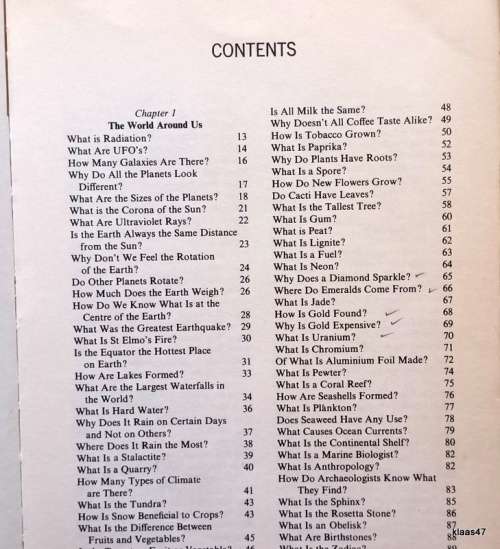 CONTENTS
Chapter 1
The World Around Us
What is Radiation? 13
What Are UFO's? 14
How Many Galaxies Are There? 16
Why Do All the Planets Look
Different? 17
What Are the Sizes of the Planets? 18
What is the Corona of the Sun? 21
What Are Ultraviolet Rays? 22
Is the Earth Always the Same Distance
from the Sun? 23
Why Don't We Feel the Rotation
of the Earth? 24
Do Other Planets Rotate? 26
How Much Does the Earth Weigh? 26
How Do We Know What Is at the
Centre of the Earth? 28
What Was the Greatest Earthquake? 29
What Is St Elmo's Fire? 30
Is the Equator the Hottest Place
on Earth? 31
How Are Lakes Formed? 33
What Are the Largest Waterfalls in
the World? 34
What Is Hard Water? 36
Why Does It Rain on Certain Days
and Not on Others? 37
Where Does It Rain the Most? 38
What Is a Stalactite? 39
What Is a Quarry? 40
How Many Types of Climate
are There? 41
What Is the Tundra? 43
How Is Snow Beneficial to Crops? 43
What Is the Difference Between
Fruits and Vegetables? 45
Is All Milk the Same? 48
Why Doesn't All Coffee Taste Alike? 49
How Is Tobacco Grown? 50
What Is Paprika? 52
Why Do Plants Have Roots? 53
What Is a Spore? 54
How Do New Flowers Grow? 55
Do Cacti Have Leaves? 57
What Is the Tallest Tree? 58
What Is Gum? 60
What is Peat? 61
What Is Lignite? 62
What Is a Fuel? 63
What Is Neon? 64
Why Does a Diamond Sparkle? 65
Where Do Emeralds Come From? 66
What Is Jade? 67
How Is Gold Found? 68
Why Is Gold Expensive? 69
What Is Uranium? 70
What Is Chromium? 71
Of What Is Aluminium Foil Made? 72
What Is Pewter? 74
What Is a Coral Reef? 75
How Are Seashells Formed? 76
What Is Plankton? 77
Does Seaweed Have Any Use? 78
What Causes Ocean Currents? 79
What Is the Continental Shelf? 80
What Is a Marine Biologist? 82
What Is Anthropology? 82
How Do Archaeologists Know What
They Find? 83
What Is the Sphinx? 85
What Is the Rosetta Stone? 86
What Is an Obelisk? 87
What Are Birthstones? 88
What Is the Zodiac?
klaas47